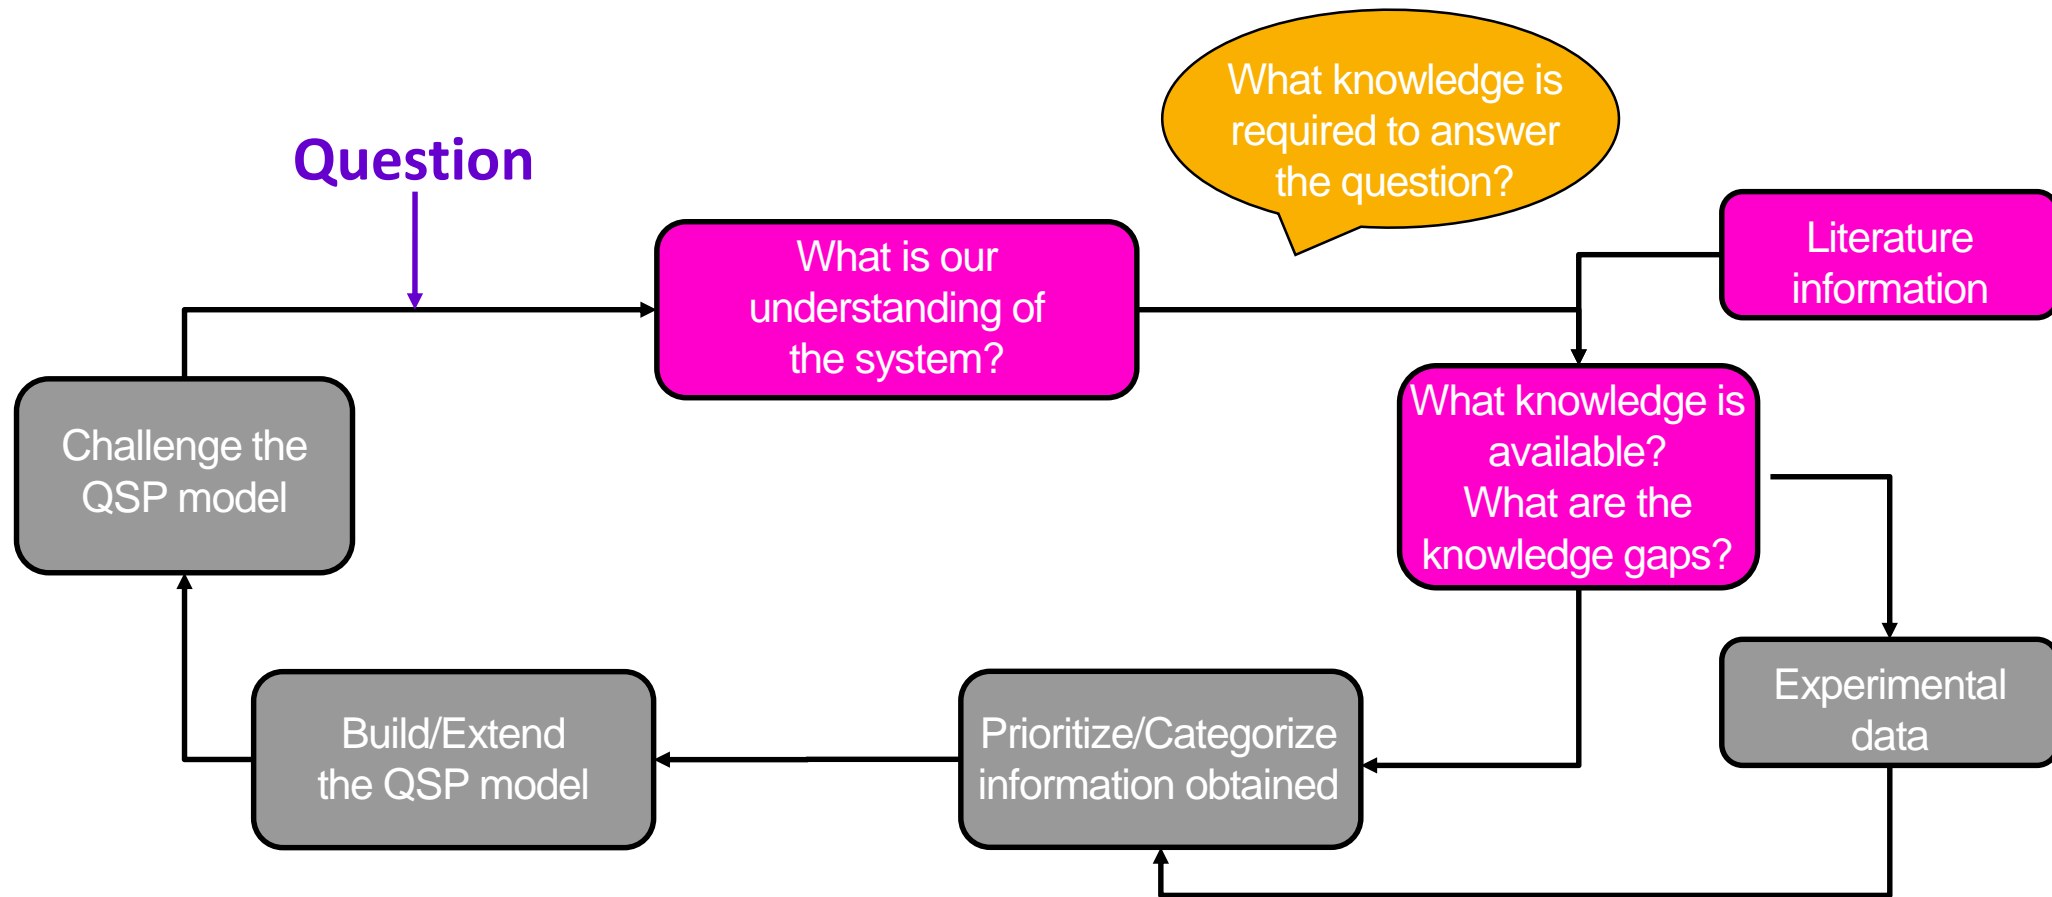 What knowledge is
required to answer
the question?
Question
What is our
understanding of
the system?
Literature
information
What knowledge is
available?
What are the
knowledge gaps?
Challenge the
QSP model
Experimental
data
Prioritize/Categorize
information obtained
Build/Extend
the QSP model